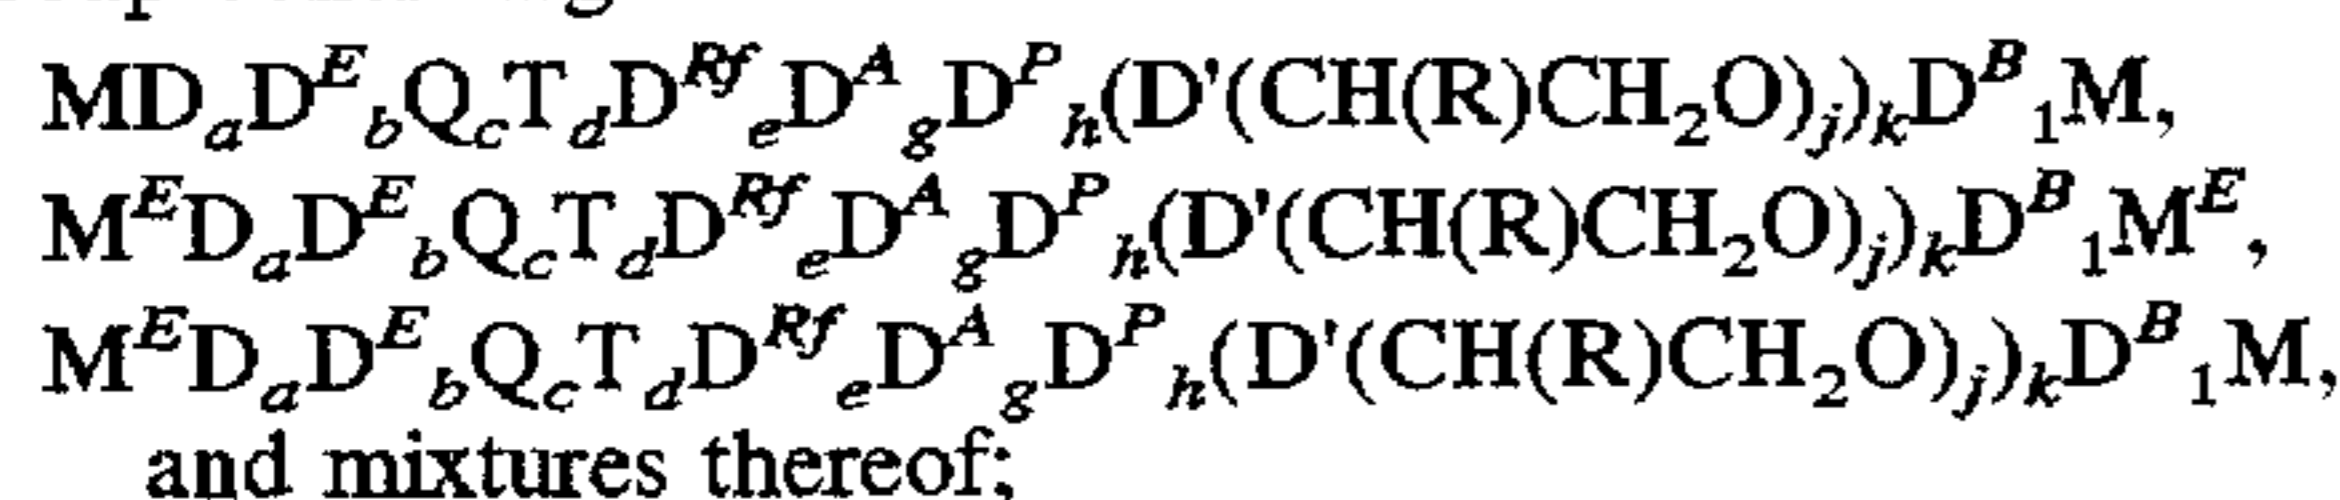 MD_aD^E_bQ_cT_dD^Rf_eD^A_gD^P_h(D'(CH(R)CH_2O)_j)_kD^B_1M,
M^ED_aD^E_bQ_cT_dD^Rf_eD^A_gD^P_h(D'(CH(R)CH_2O)_j)_kD^B_1M^E,
M^ED_aD^E_bQ_cT_dD^Rf_eD^A_gD^P_h(D'(CH(R)CH_2O)_j)_kD^B_1M,
and mixtures thereof;